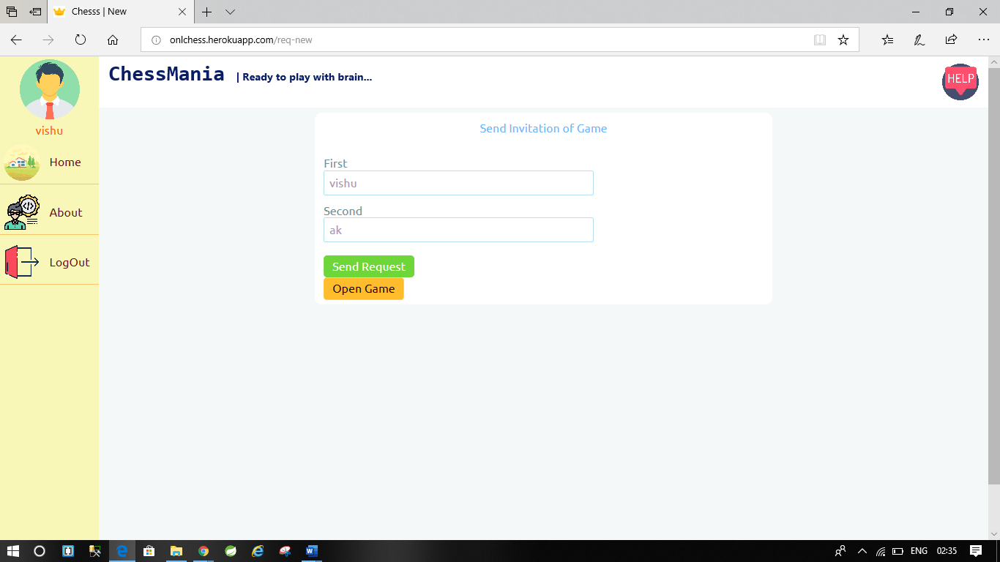 Chesss | New
onlchess.herokuapp.com/req-new
ChessMania | Ready to play with brain...
HELP
vishu
Home
About
LogOut
Send Invitation of Game
First
vishu
Second
ak
Send Request
Open Game
ENG 02:35